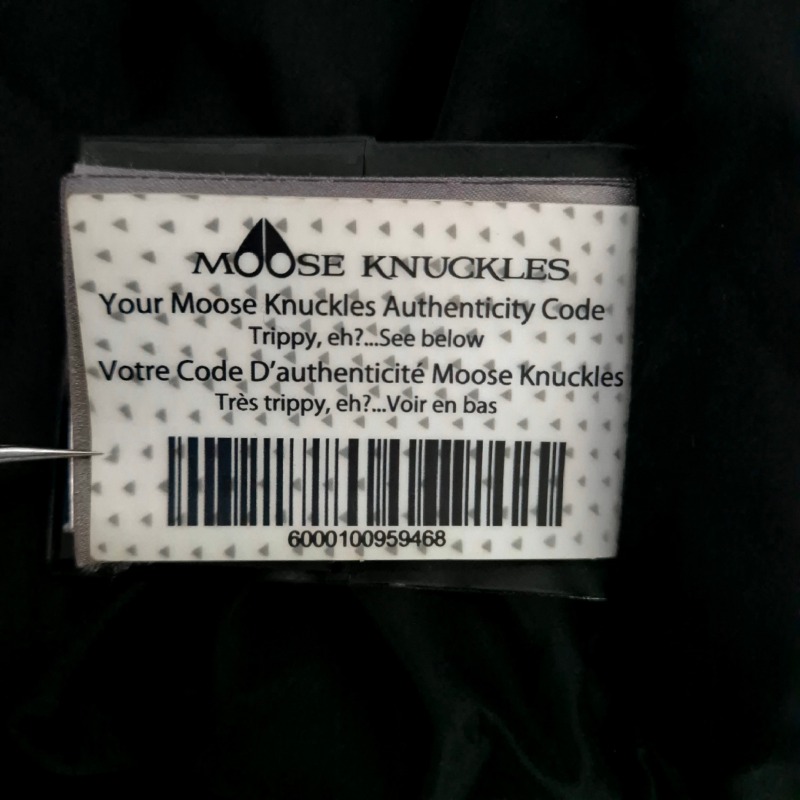 MOOSE KNUCKLES
Your Moose Knuckles Authenticity Code
Trippy, eh?...See below
Votre Code D'authenticité Moose Knuckles
Très trippy, eh?...Voir en bas
6000100959468